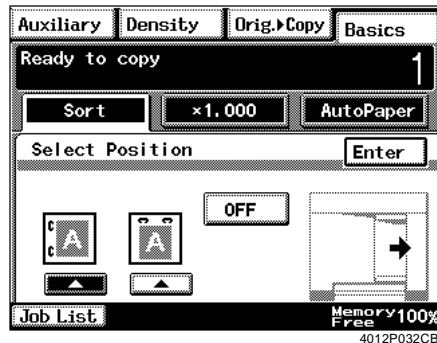 Auxiliary Density Orig.▸Copy Basics
Ready to copy 1
Sort ×1.000 AutoPaper
Select Position Enter
OFF
A A
Job List Memory Free 100%
4012P032CB